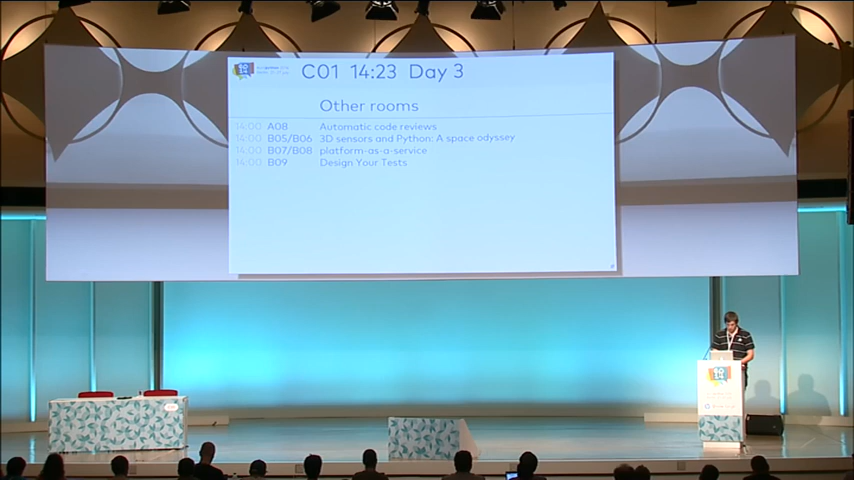 C01 14:23 Day 3
Other rooms
14:00 A08 Automatic code reviews
14:00 B05/B06 3D sensors and Python: A space odyssey
14:00 B07/B08 platform-as-a-service
14:00 B09 Design Your Tests